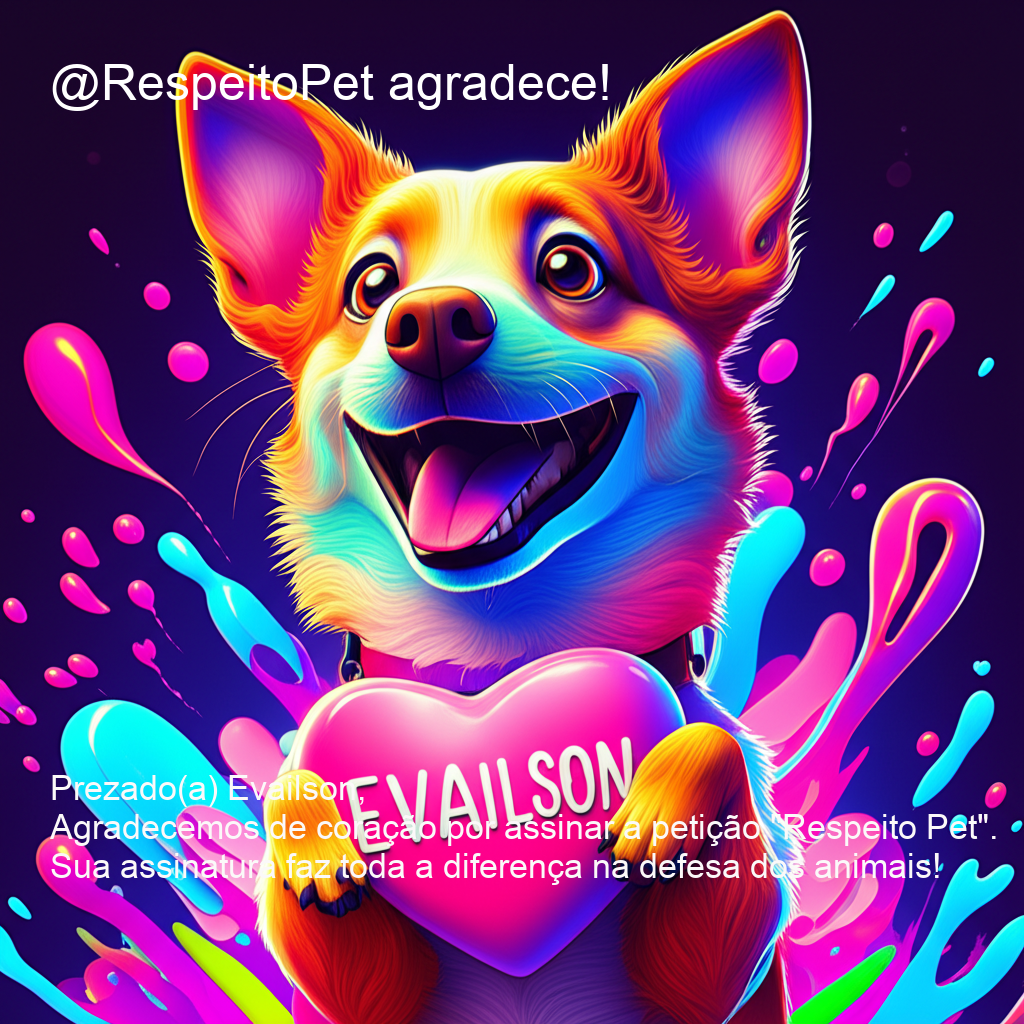 @RespeitoPet agradece!
EVAILSON
Prezado(a) Evailson,
Agradecemos de coração por assinar a petição "Respeito Pet".
Sua assinatura faz toda a diferença na defesa dos animais!